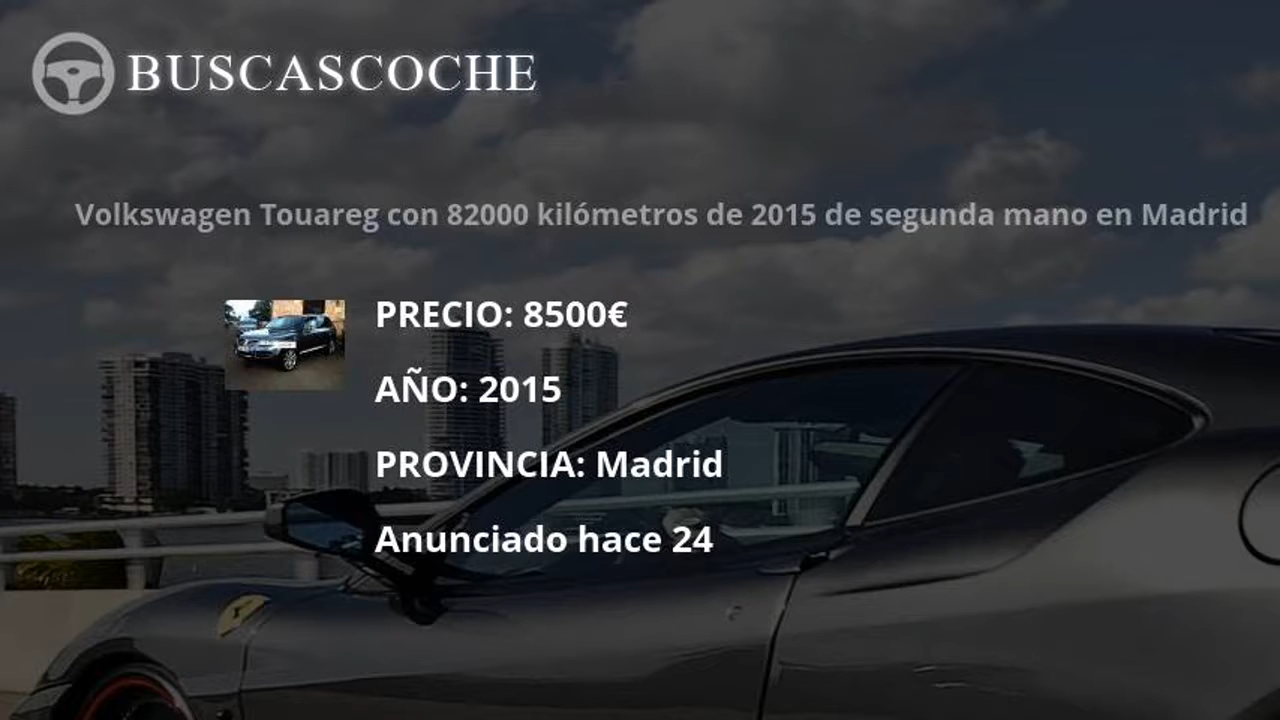 BUSCASCOCHE
Volkswagen Touareg con 82000 kilómetros de 2015 de segunda mano en Madrid
PRECIO: 8500€
AÑO: 2015
PROVINCIA: Madrid
Anunciado hace 24